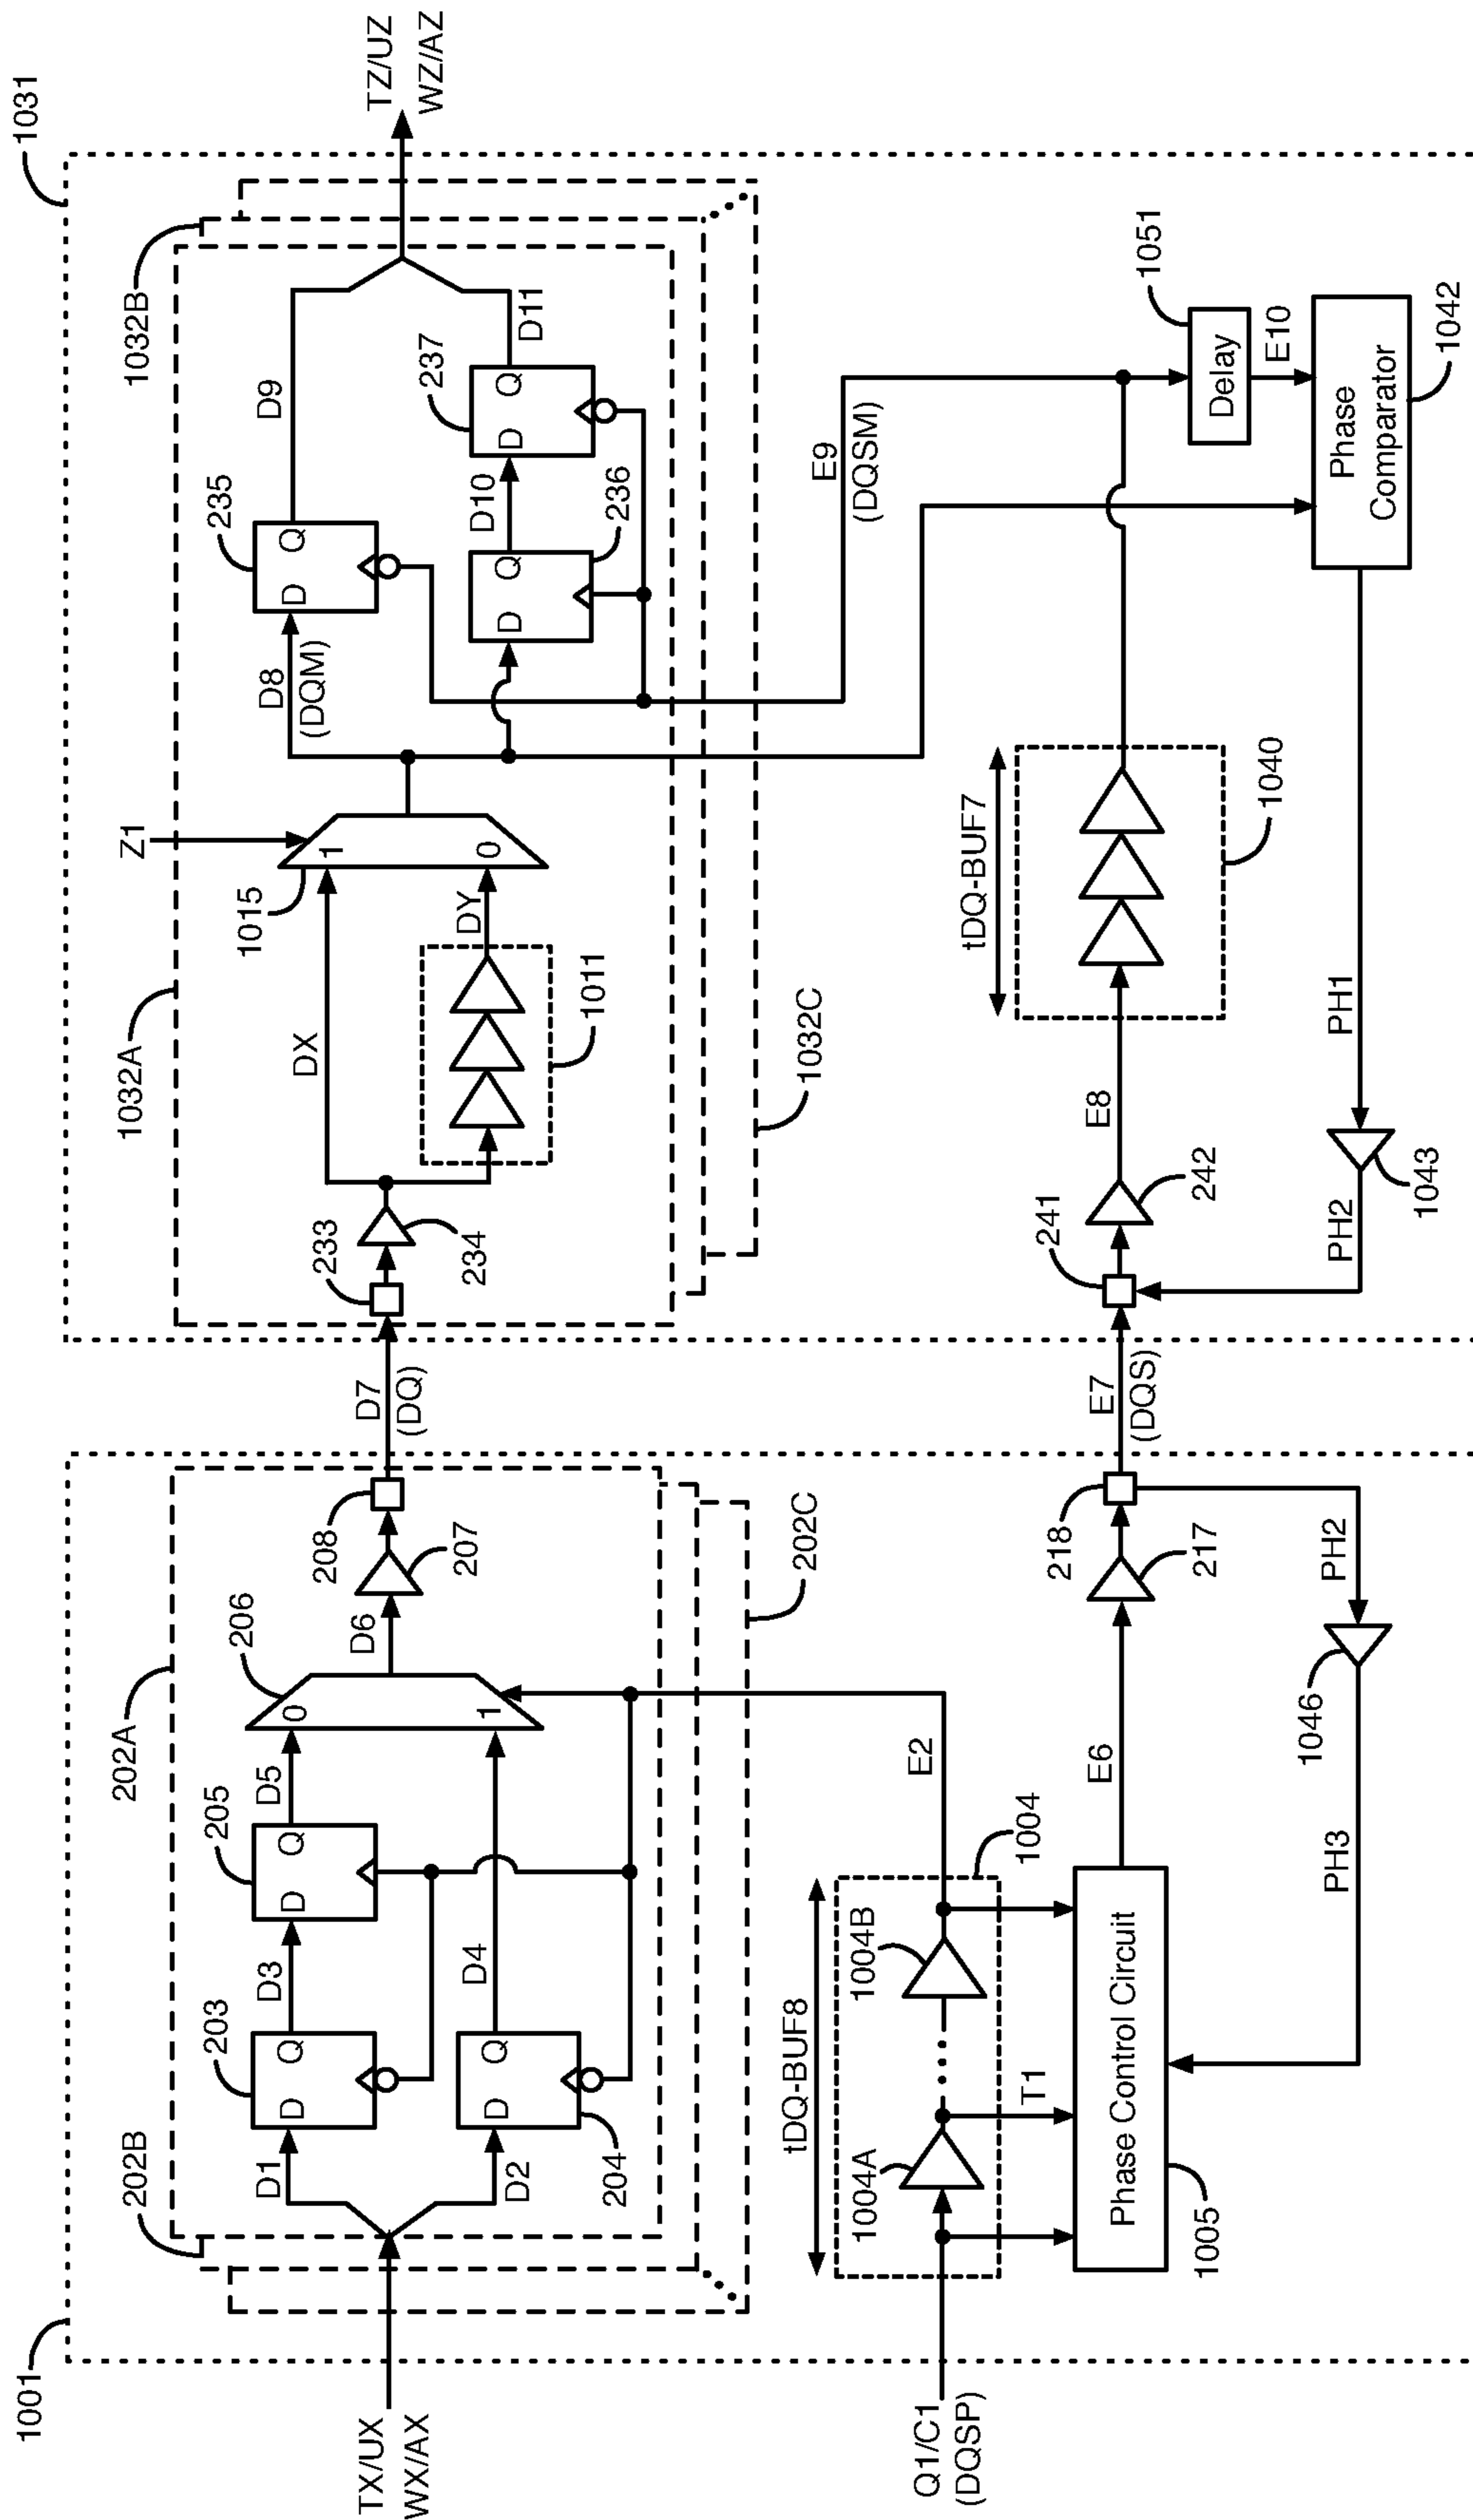 1001
TX/UX
WX/AX
202B
202A
D1
D2
203
D
Q
204
D
Q
D3
D4
205
D
Q
D5
0
1
206
D6
207
208
202C
D7
(DQ)
Q1/C1
(DQSP)
tDQ-BUF8
1004A
1004B
1004
E2
T1
Phase Control Circuit
1005
E6
217
218
PH2
1046
PH3
E7
(DQS)
1031
1032A
1032B
1032C
233
234
DX
DY
1011
1015
Z1
1
0
D8
(DQM)
235
D
Q
D9
236
D
Q
D10
237
D
Q
D11
TZ/UZ
WZ/AZ
E9
(DQSM)
241
242
E8
tDQ-BUF7
1040
1051
Delay
E10
Phase
Comparator
1042
PH1
1043
PH2